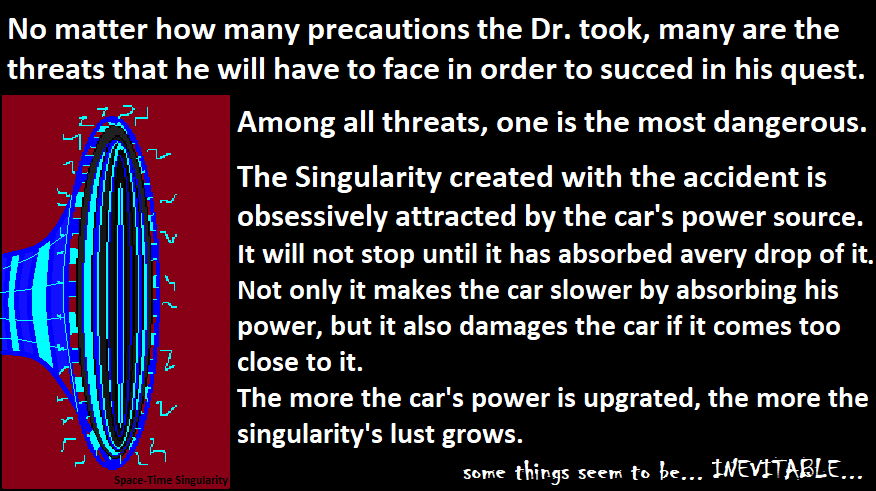 No matter how many precautions the Dr. took, many are the
threats that he will have to face in order to succed in his quest.
Among all threats, one is the most dangerous.
The Singularity created with the accident is
obsessively attracted by the car's power source.
It will not stop until it has absorbed avery drop of it.
Not only it makes the car slower by absorbing his
power, but it also damages the car if it comes too
close to it.
The more the car's power is upgrated, the more the
singularity's lust grows.
Space-Time Singularity
some things seem to be... INEVITABLE...